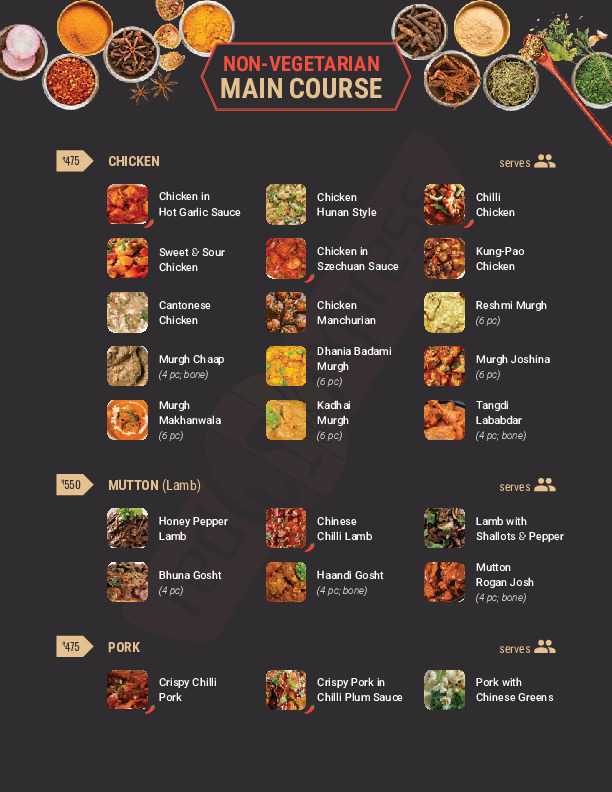 NON-VEGETARIAN
MAIN COURSE
₹475
CHICKEN
serves
Chicken in
Hot Garlic Sauce
Chicken
Hunan Style
Chilli
Chicken
Sweet & Sour
Chicken
Chicken in
Szechuan Sauce
Kung-Pao
Chicken
Cantonese
Chicken
Chicken
Manchurian
Reshmi Murgh
(6 pc)
Murgh Chaap
(4 pc; bone)
Dhania Badami
Murgh
(6 pc)
Murgh Joshina
(6 pc)
Murgh
Makhanwala
(6 pc)
Kadhai
Murgh
(6 pc)
Tangdi
Lababdar
(4 pc; bone)
₹550
MUTTON (Lamb)
serves
Honey Pepper
Lamb
Chinese
Chilli Lamb
Lamb with
Shallots & Pepper
Bhuna Gosht
(4 pc)
Haandi Gosht
(4 pc; bone)
Mutton
Rogan Josh
(4 pc; bone)
₹475
PORK
serves
Crispy Chilli
Pork
Crispy Pork in
Chilli Plum Sauce
Pork with
Chinese Greens